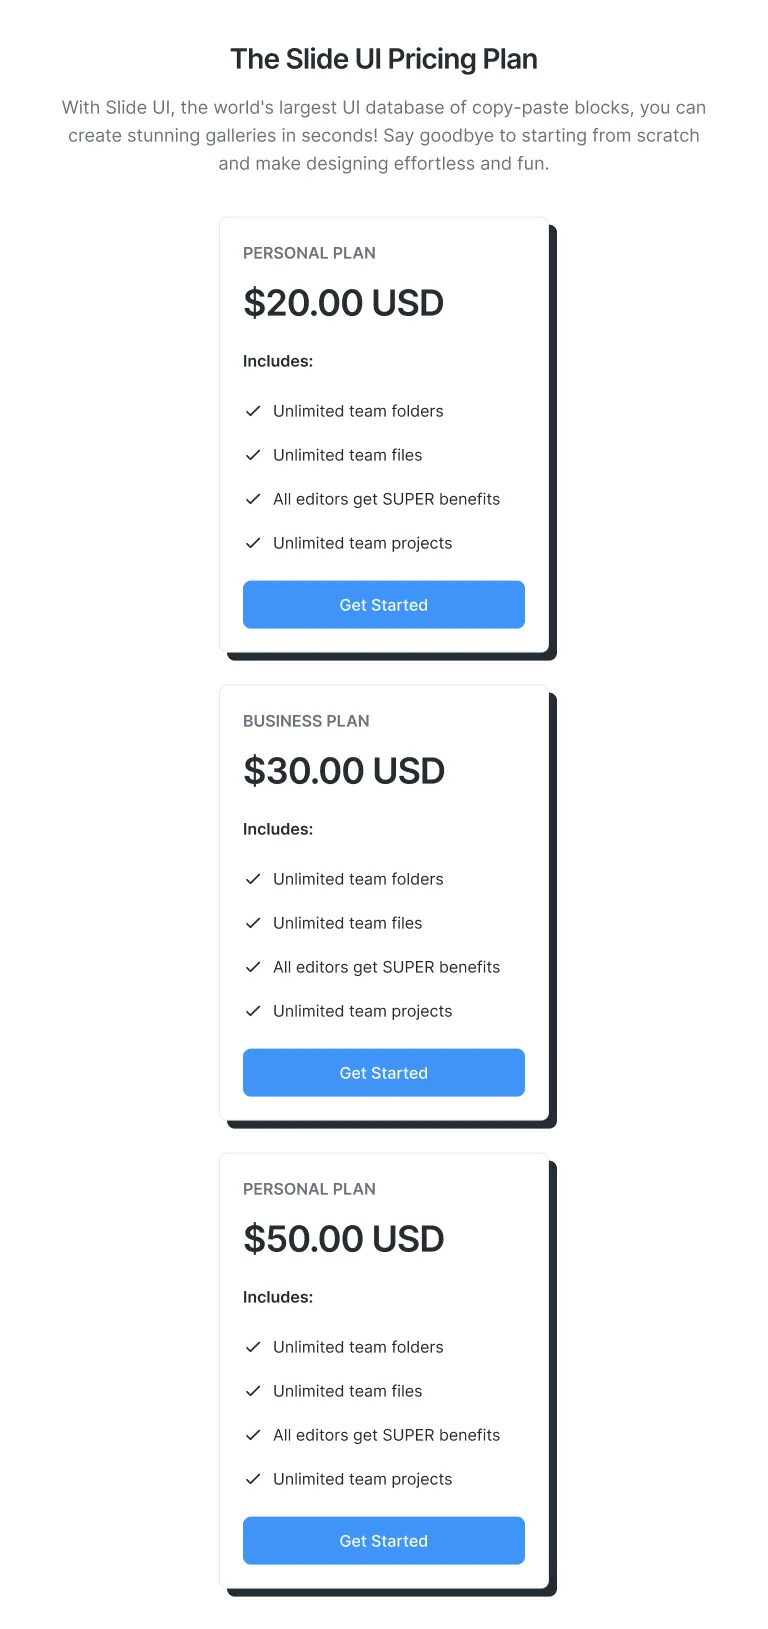 The Slide UI Pricing Plan
With Slide UI, the world's largest UI database of copy-paste blocks, you can
create stunning galleries in seconds! Say goodbye to starting from scratch
and make designing effortless and fun.
PERSONAL PLAN
$20.00 USD
Includes:
Unlimited team folders
Unlimited team files
All editors get SUPER benefits
Unlimited team projects
Get Started
BUSINESS PLAN
$30.00 USD
Includes:
Unlimited team folders
Unlimited team files
All editors get SUPER benefits
Unlimited team projects
Get Started
PERSONAL PLAN
$50.00 USD
Includes:
Unlimited team folders
Unlimited team files
All editors get SUPER benefits
Unlimited team projects
Get Started